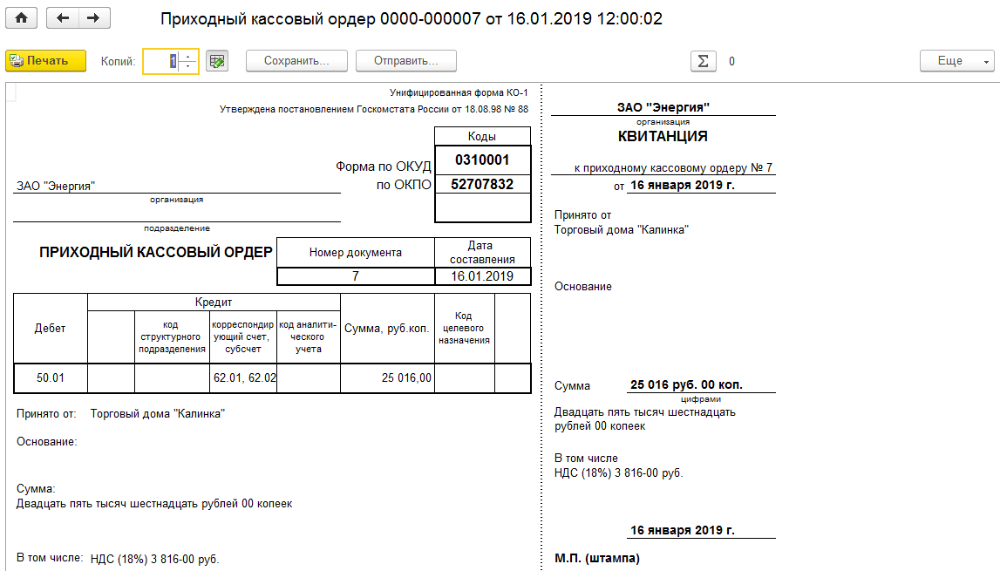 Приходный кассовый ордер 0000-000007 от 16.01.2019 12:00:02
Печать Копий: 1 Сохранить... Отправить... Σ 0 Еще
Унифицированная форма КО-1
Утверждена постановлением Госкомстата России от 18.08.98 № 88
Коды
Форма по ОКУД 0310001
ЗАО "Энергия" по ОКПО 52707832
организация
подразделение
ПРИХОДНЫЙ КАССОВЫЙ ОРДЕР
Номер документа
Дата
составления
7 16.01.2019
Дебет
Кредит
код
структурного
подразделения
корреспондир
ующий счет,
субсчет
код аналити-
ческого
учета
Сумма, руб.коп.
Код
целевого
назначения
50.01 62.01, 62.02 25 016,00
Принято от: Торговый дома "Калинка"
Основание:
Сумма:
Двадцать пять тысяч шестнадцать рублей 00 копеек
В том числе: НДС (18%) 3 816-00 руб.
ЗАО "Энергия"
организация
КВИТАНЦИЯ
к приходному кассовому ордеру № 7
от 16 января 2019 г.
Принято от
Торговый дома "Калинка"
Основание
Сумма 25 016 руб. 00 коп.
цифрами
Двадцать пять тысяч шестнадцать
рублей 00 копеек
В том числе
НДС (18%) 3 816-00 руб.
16 января 2019 г.
М.П. (штампа)